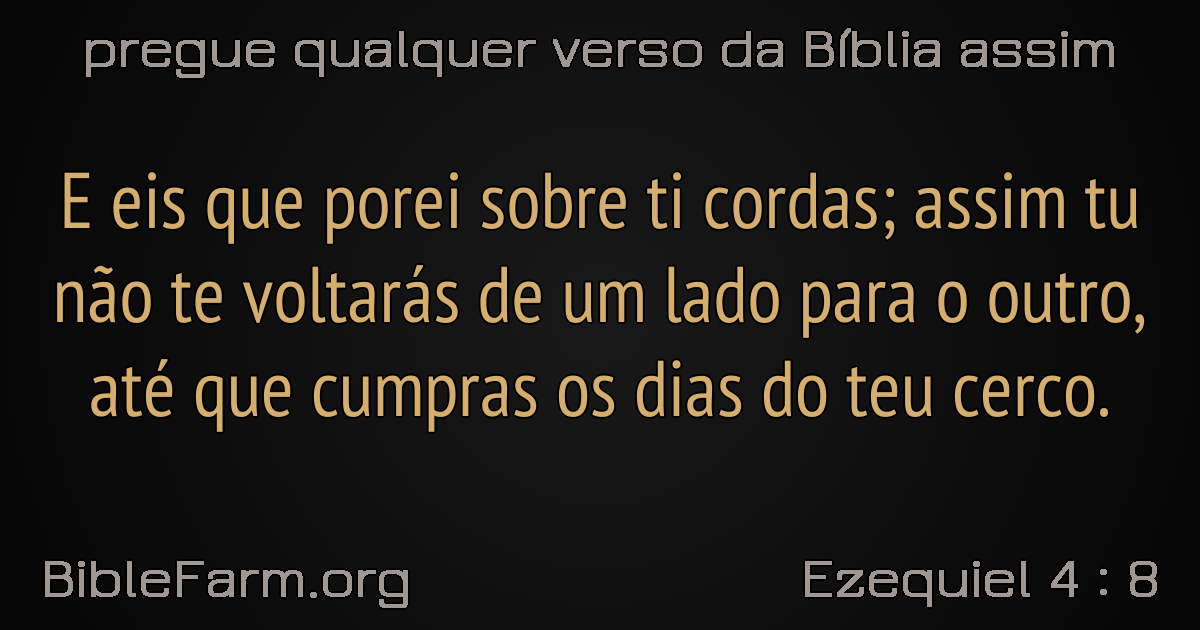 pregue qualquer verso da Bíblia assim
E eis que porei sobre ti cordas; assim tu
não te voltarás de um lado para o outro,
até que cumpras os dias do teu cerco.
BibleFarm.org
Ezequiel 4 : 8